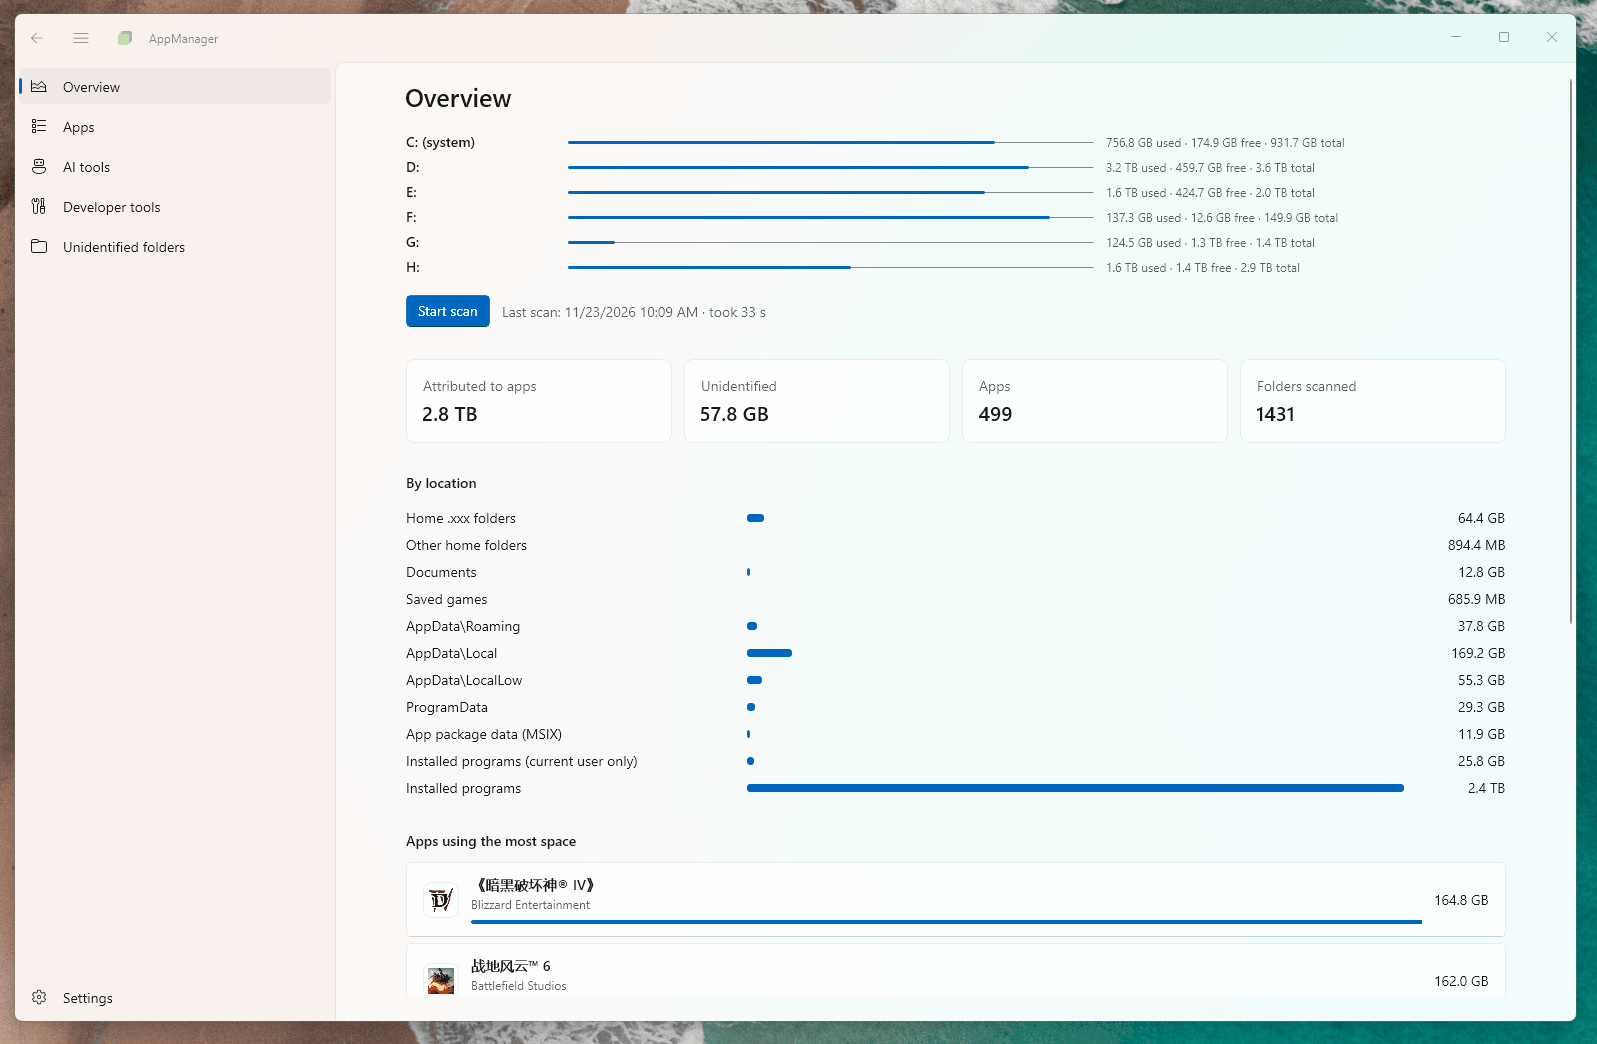 AppManager
Overview
Apps
AI tools
Developer tools
Unidentified folders
Settings
Overview
C: (system) 756.8 GB used · 174.9 GB free · 931.7 GB total
D: 3.2 TB used · 459.7 GB free · 3.6 TB total
E: 1.6 TB used · 424.7 GB free · 2.0 TB total
F: 137.3 GB used · 12.6 GB free · 149.9 GB total
G: 124.5 GB used · 1.3 TB free · 1.4 TB total
H: 1.6 TB used · 1.4 TB free · 2.9 TB total
Start scan Last scan: 11/23/2026 10:09 AM · took 33 s
Attributed to apps
2.8 TB
Unidentified
57.8 GB
Apps
499
Folders scanned
1431
By location
Home .xxx folders 64.4 GB
Other home folders 894.4 MB
Documents 12.8 GB
Saved games 685.9 MB
AppData\Roaming 37.8 GB
AppData\Local 169.2 GB
AppData\LocalLow 55.3 GB
ProgramData 29.3 GB
App package data (MSIX) 11.9 GB
Installed programs (current user only) 25.8 GB
Installed programs 2.4 TB
Apps using the most space
《暗黑破坏神® IV》
Blizzard Entertainment
164.8 GB
战地风云™ 6
Battlefield Studios
162.0 GB